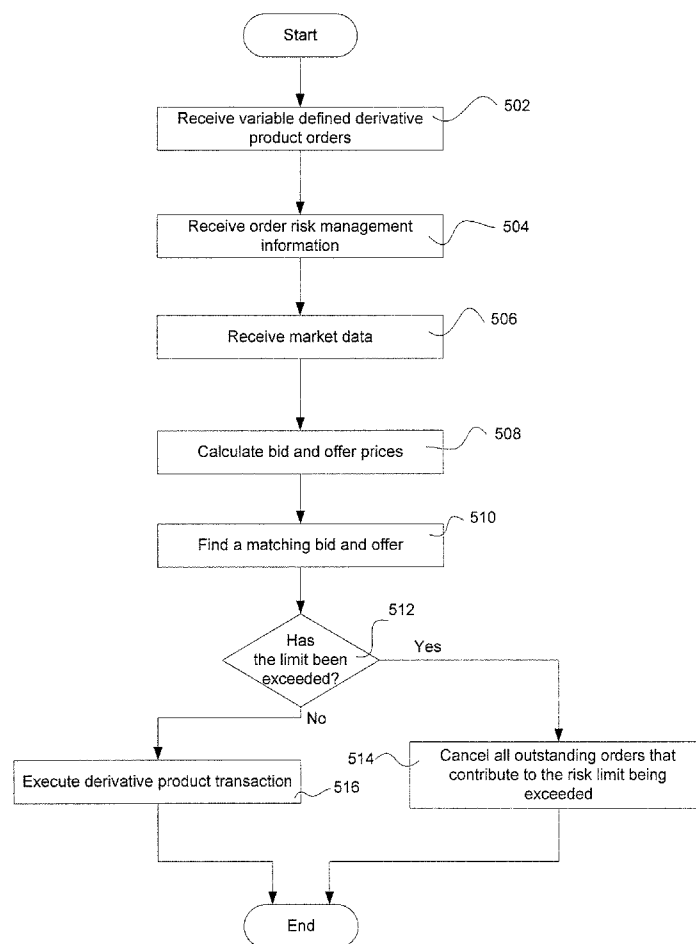 Start
Receive variable defined derivative
product orders
502
Receive order risk management
information
504
Receive market data
506
Calculate bid and offer prices
508
Find a matching bid and offer
510
Has
the limit been
exceeded?
512
Yes
No
Execute derivative product transaction
516
514
Cancel all outstanding orders that
contribute to the risk limit being
exceeded
End